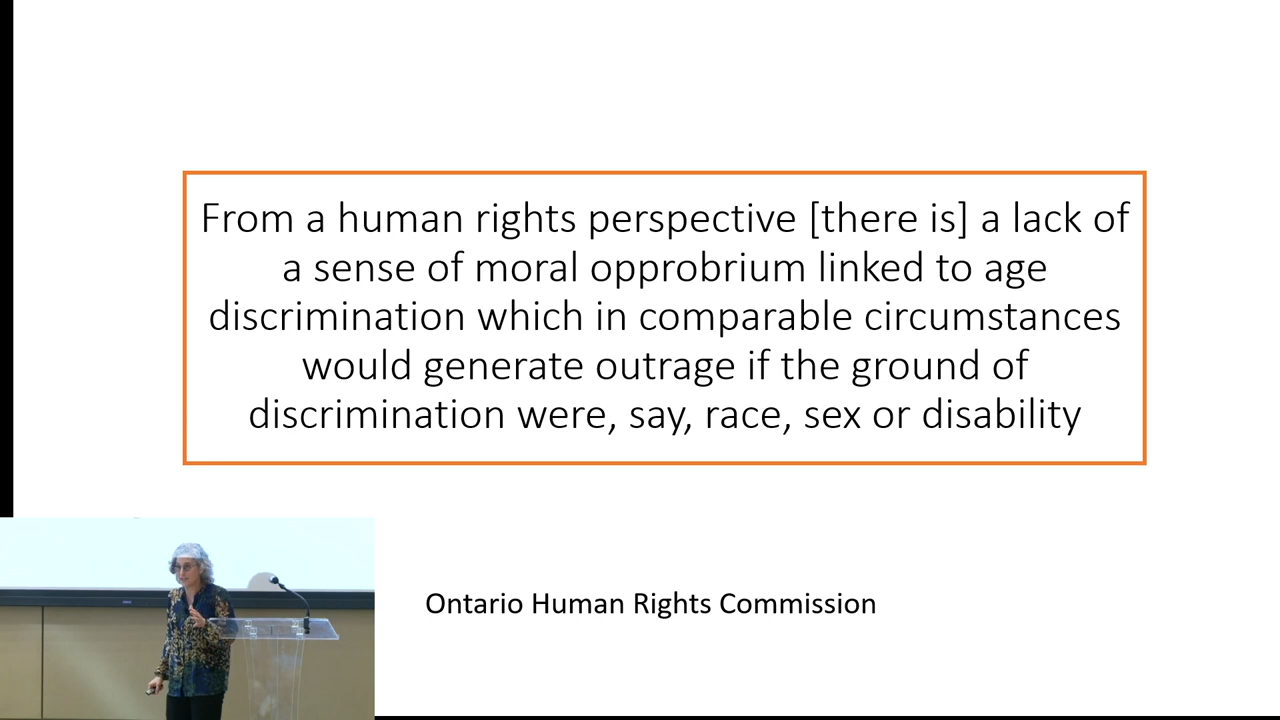 From a human rights perspective [there is] a lack of
a sense of moral opprobrium linked to age
discrimination which in comparable circumstances
would generate outrage if the ground of
discrimination were, say, race, sex or disability
Ontario Human Rights Commission